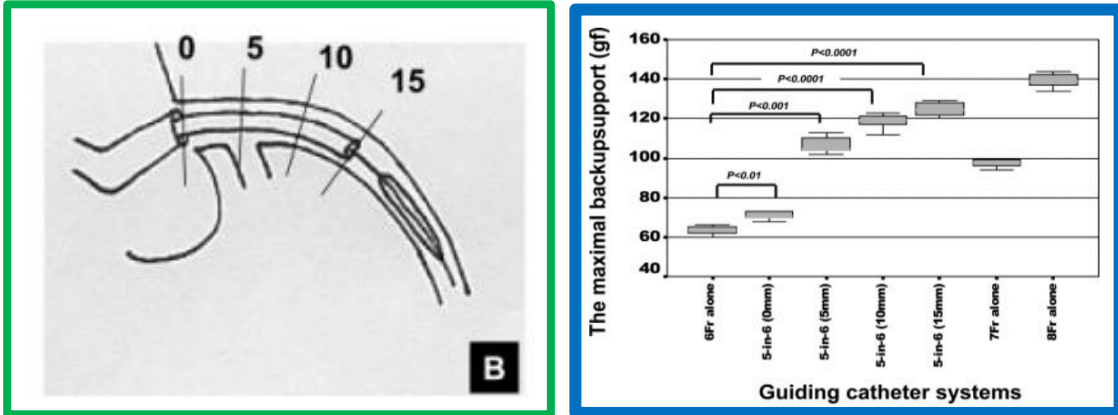 0
5
10
15
B
The maximal backupsupport (gf)
160
140
120
100
80
60
40
P<0.0001
P<0.0001
P<0.001
P<0.01
6Fr alone
5-in-6 (0mm)
5-in-6 (5mm)
5-in-6 (10mm)
5-in-6 (15mm)
7Fr alone
8Fr alone
Guiding catheter systems